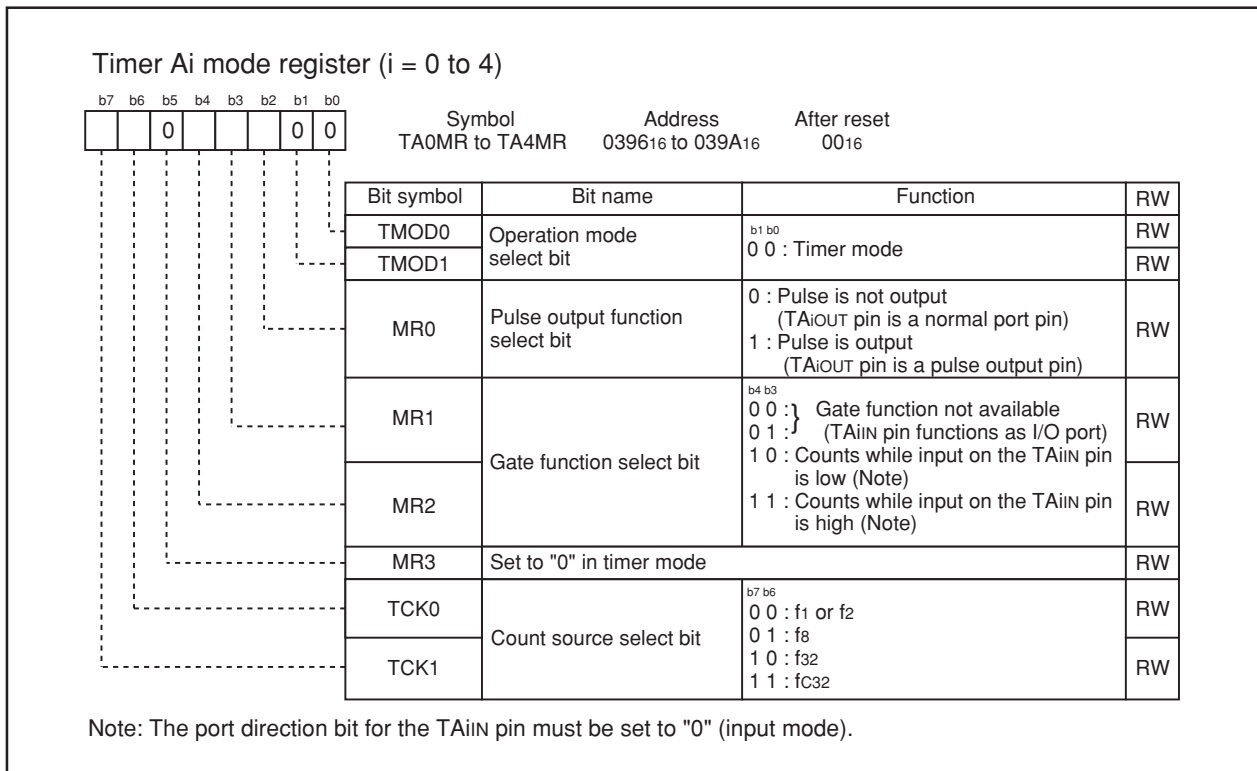 Timer Ai mode register (i = 0 to 4)
b7 b6 b5 b4 b3 b2 b1 b0
0 0 0
Symbol Address After reset
TA0MR to TA4MR 039616 to 039A16 0016
Bit symbol Bit name Function RW
TMOD0 Operation mode select bit b1 b0 RW
0 0 : Timer mode
TMOD1 RW
MR0 Pulse output function select bit 0 : Pulse is not output RW
(TAiOUT pin is a normal port pin)
1 : Pulse is output
(TAiOUT pin is a pulse output pin)
MR1 Gate function select bit b4 b3 RW
0 0 : } Gate function not available
0 1 : (TAiIN pin functions as I/O port)
1 0 : Counts while input on the TAiIN pin
is low (Note)
MR2 1 1 : Counts while input on the TAiIN pin RW
is high (Note)
MR3 Set to "0" in timer mode RW
TCK0 Count source select bit b7 b6 RW
0 0 : f1 or f2
0 1 : f8
TCK1 1 0 : f32 RW
1 1 : fC32
Note: The port direction bit for the TAiIN pin must be set to "0" (input mode).